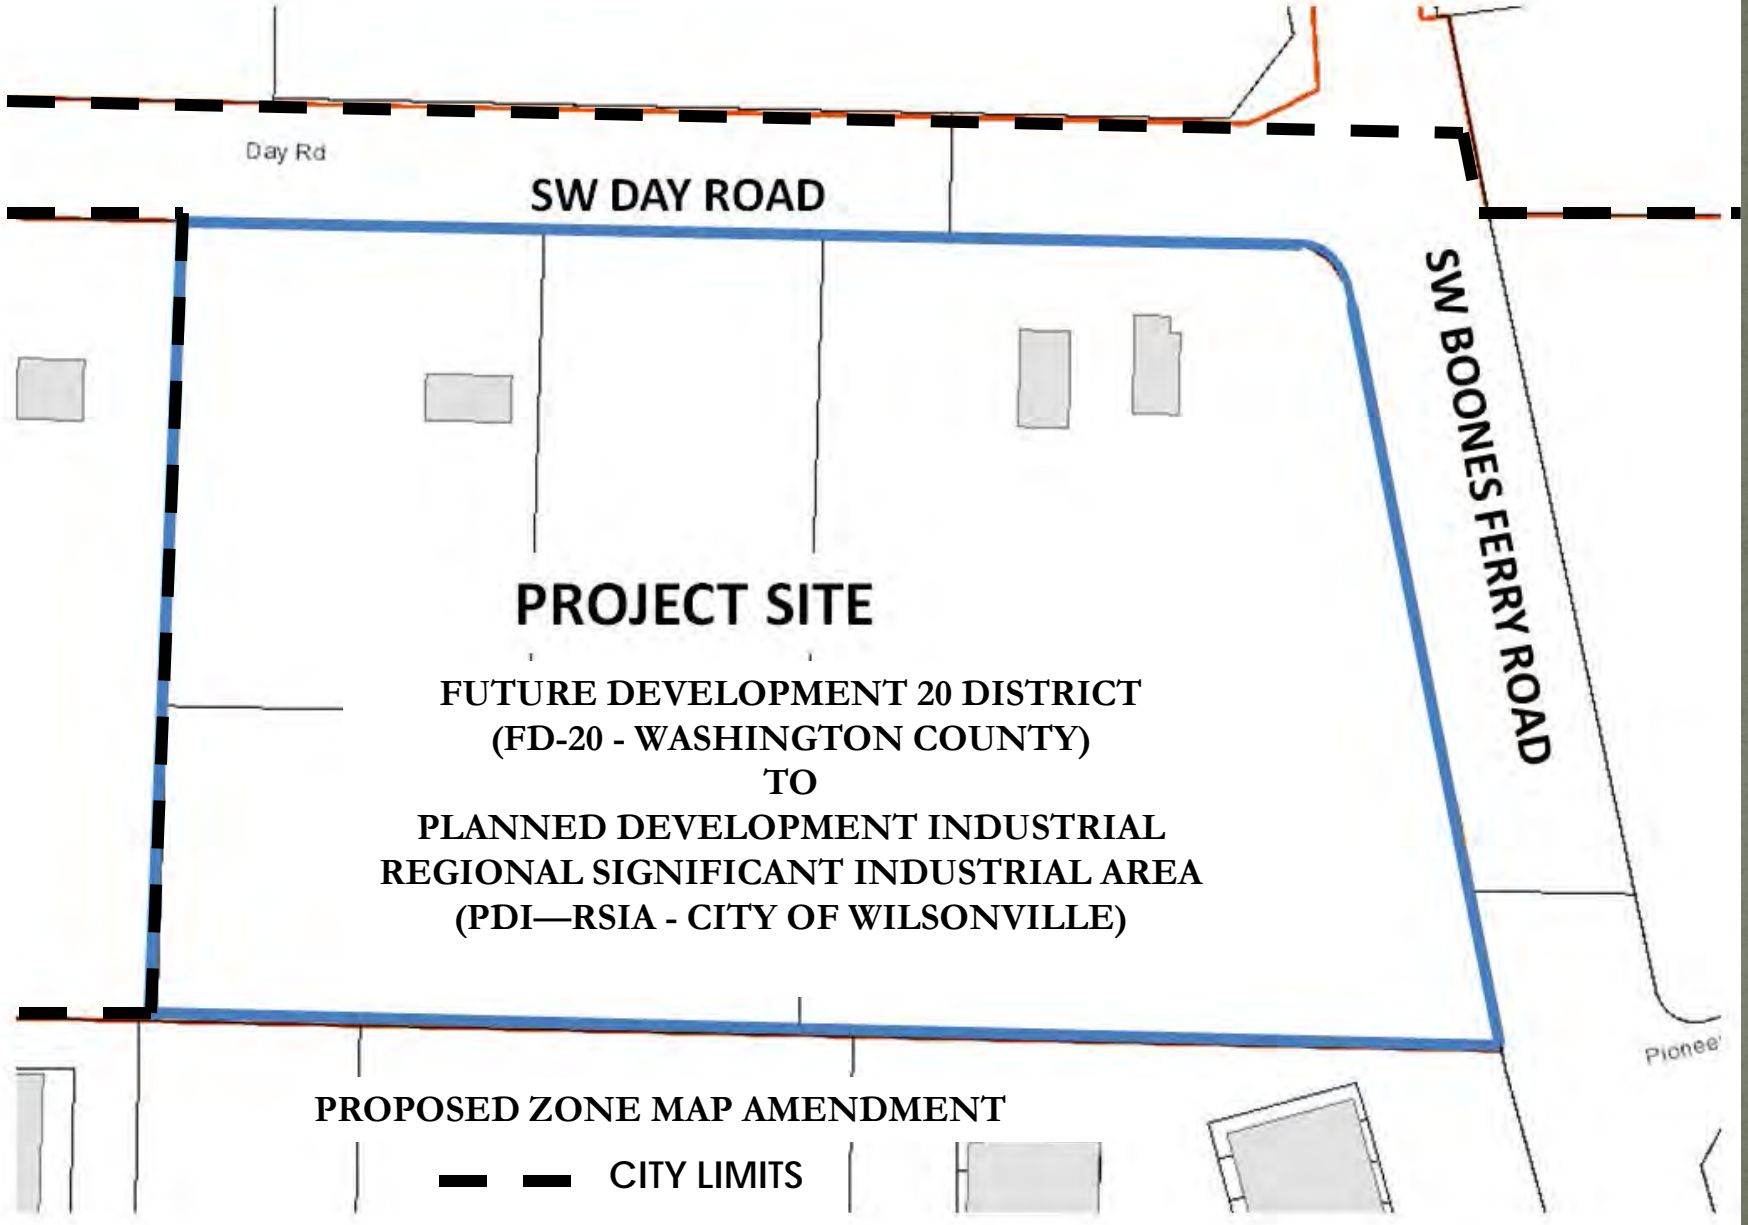 Day Rd
SW DAY ROAD
SW BOONES FERRY ROAD
PROJECT SITE
FUTURE DEVELOPMENT 20 DISTRICT
(FD-20 - WASHINGTON COUNTY)
TO
PLANNED DEVELOPMENT INDUSTRIAL
REGIONAL SIGNIFICANT INDUSTRIAL AREA
(PDI—RSIA - CITY OF WILSONVILLE)
Pionee
PROPOSED ZONE MAP AMENDMENT
CITY LIMITS